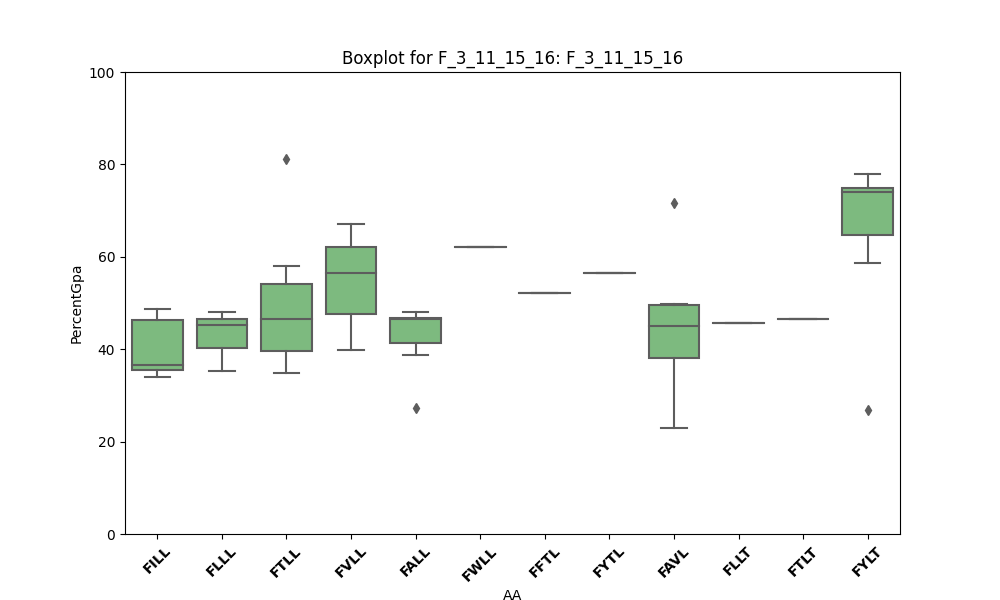 Boxplot for F_3_11_15_16: F_3_11_15_16
PercentGpa
100
80
60
40
20
0
FILL FLLL FTLL FVLL FALL FWLL FFTL FYTL FAVL FLLT FTLT FYLT
AA